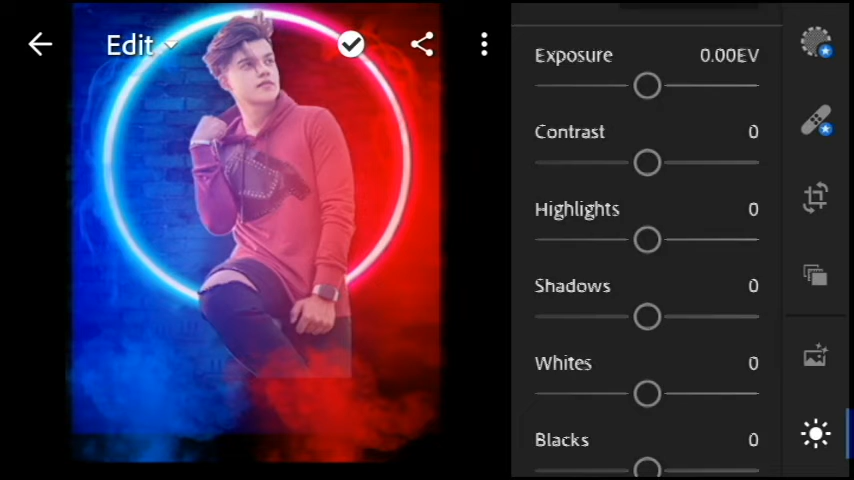 Edit
Exposure 0.00EV
Contrast 0
Highlights 0
Shadows 0
Whites 0
Blacks 0